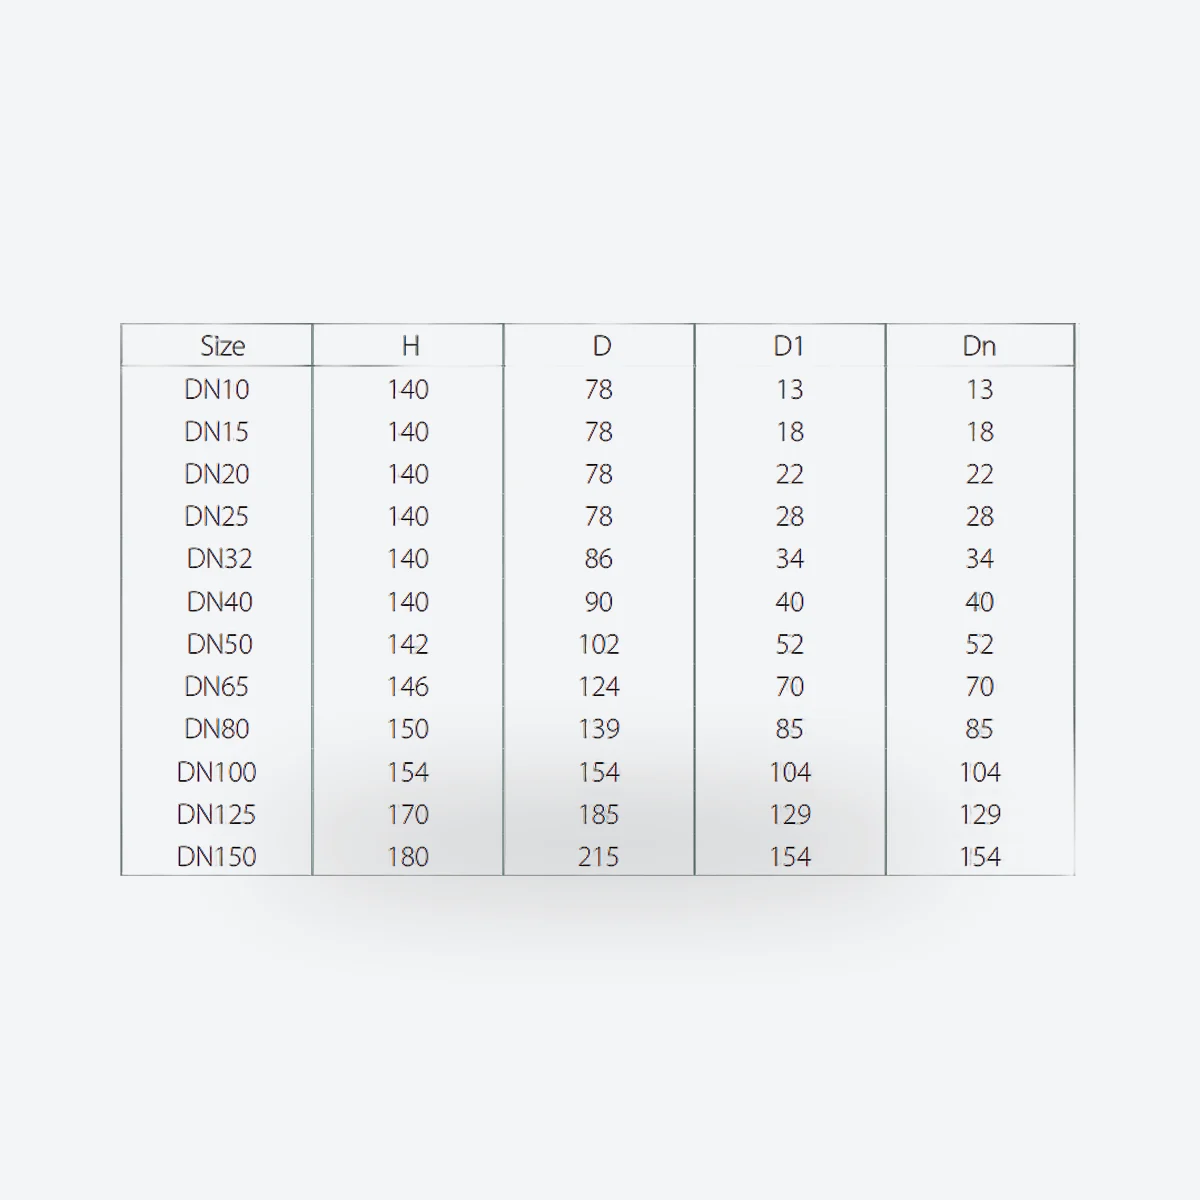 Size H D D1 Dn
DN10 140 78 13 13
DN15 140 78 18 18
DN20 140 78 22 22
DN25 140 78 28 28
DN32 140 86 34 34
DN40 140 90 40 40
DN50 142 102 52 52
DN65 146 124 70 70
DN80 150 139 85 85
DN100 154 154 104 104
DN125 170 185 129 129
DN150 180 215 154 154